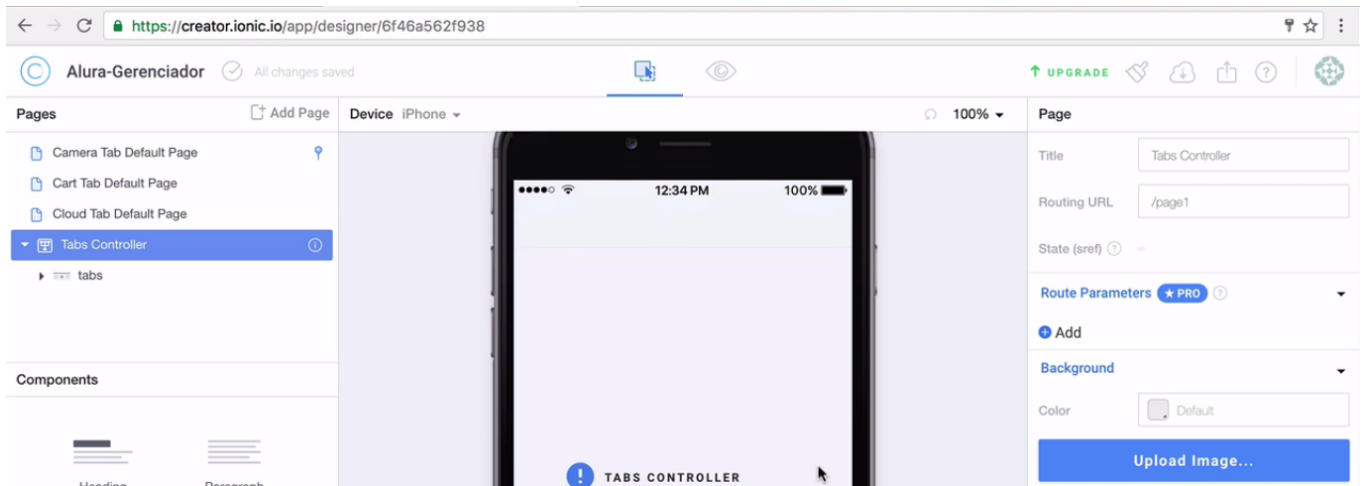 https://creator.ionic.io/app/designer/6f46a562f938
Alura-Gerenciador
All changes saved
UPGRADE
Pages
Add Page
Device iPhone
100%
Page
Camera Tab Default Page
Cart Tab Default Page
Cloud Tab Default Page
Tabs Controller
tabs
12:34 PM
100%
Title
Tabs Controller
Routing URL
/page1
State (sref)
Route Parameters
PRO
Add
Background
Color
Default
Upload Image...
Components
Heading
Paragraph
TABS CONTROLLER